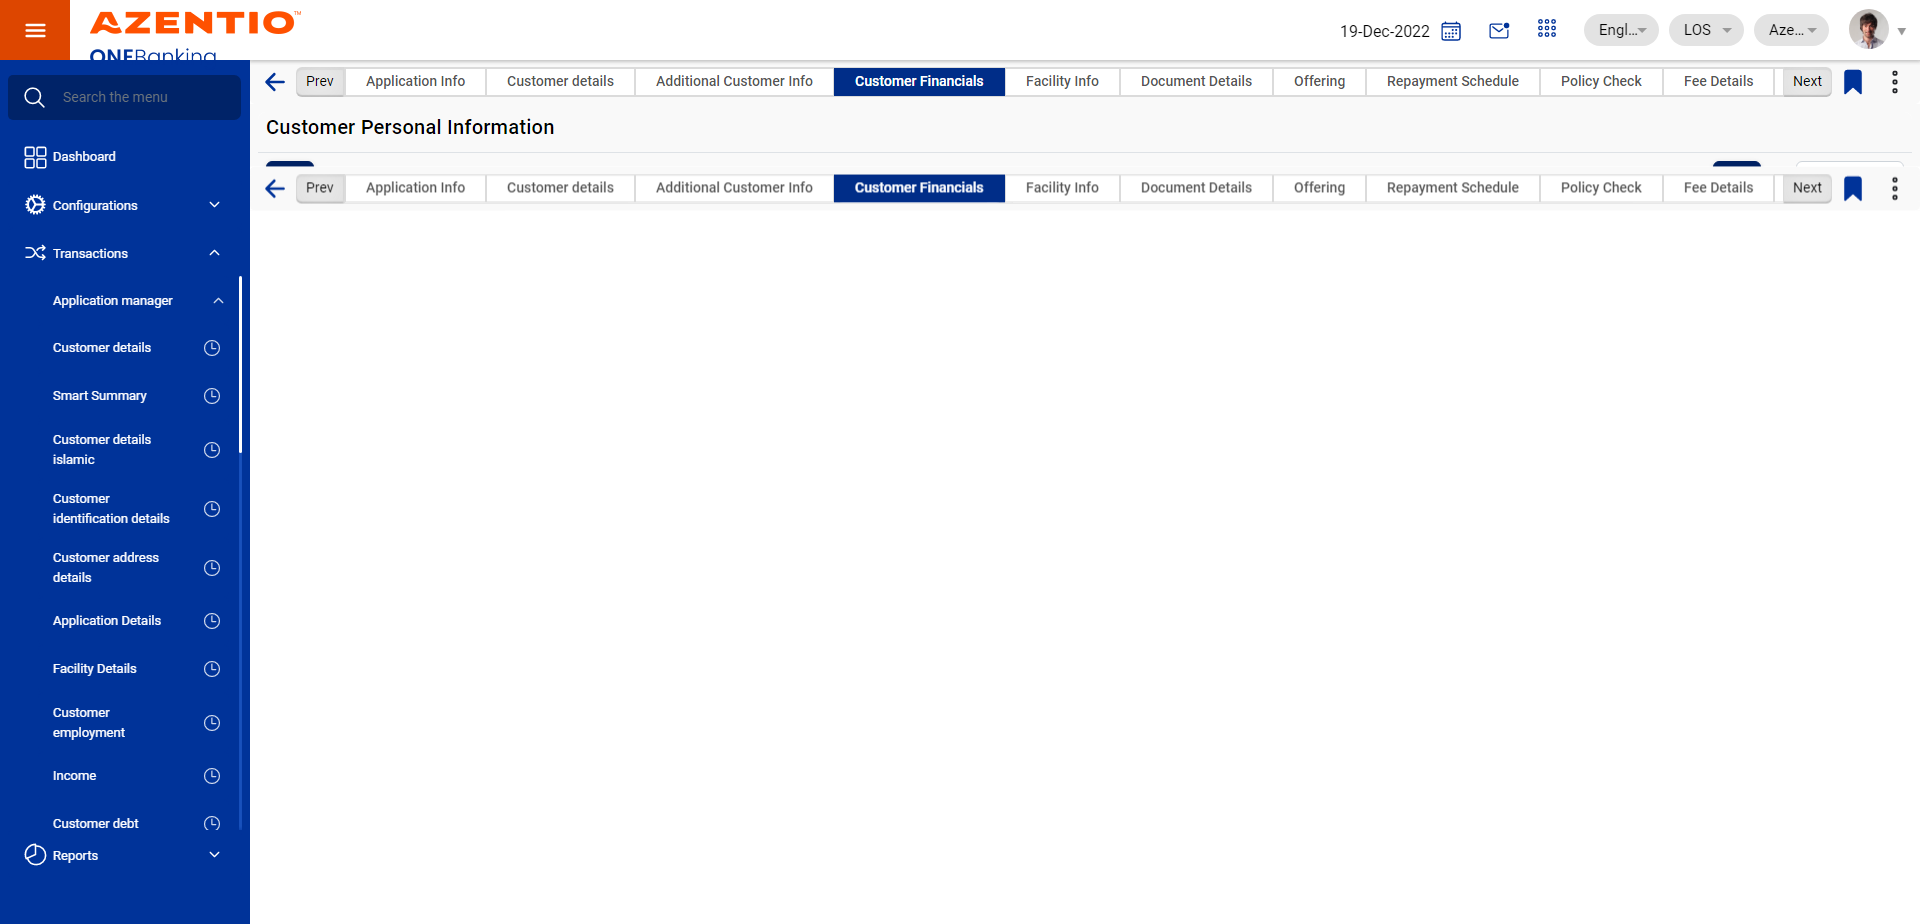 AZENTIO™
ONEBanking
19-Dec-2022
Engl...
LOS
Aze...
Search the menu
Dashboard
Configurations
Transactions
Application manager
Customer details
Smart Summary
Customer details
islamic
Customer
identification details
Customer address
details
Application Details
Facility Details
Customer
employment
Income
Customer debt
Reports
Prev
Application Info
Customer details
Additional Customer Info
Customer Financials
Facility Info
Document Details
Offering
Repayment Schedule
Policy Check
Fee Details
Next
Customer Personal Information
Prev
Application Info
Customer details
Additional Customer Info
Customer Financials
Facility Info
Document Details
Offering
Repayment Schedule
Policy Check
Fee Details
Next